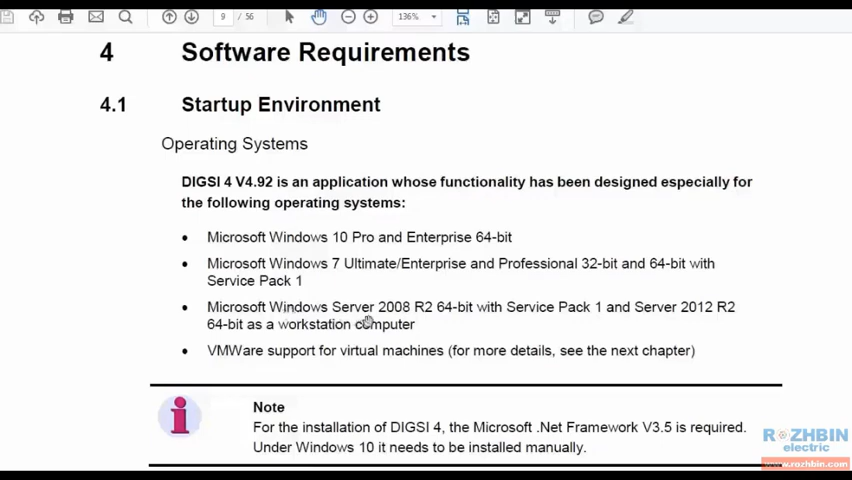 9 / 56
136%
4 Software Requirements
4.1 Startup Environment
Operating Systems
DIGSI 4 V4.92 is an application whose functionality has been designed especially for
the following operating systems:
• Microsoft Windows 10 Pro and Enterprise 64-bit
• Microsoft Windows 7 Ultimate/Enterprise and Professional 32-bit and 64-bit with
Service Pack 1
• Microsoft Windows Server 2008 R2 64-bit with Service Pack 1 and Server 2012 R2
64-bit as a workstation computer
• VMWare support for virtual machines (for more details, see the next chapter)
Note
For the installation of DIGSI 4, the Microsoft .Net Framework V3.5 is required.
Under Windows 10 it needs to be installed manually.
ROZHBIN
electric
www.rozhbin.com